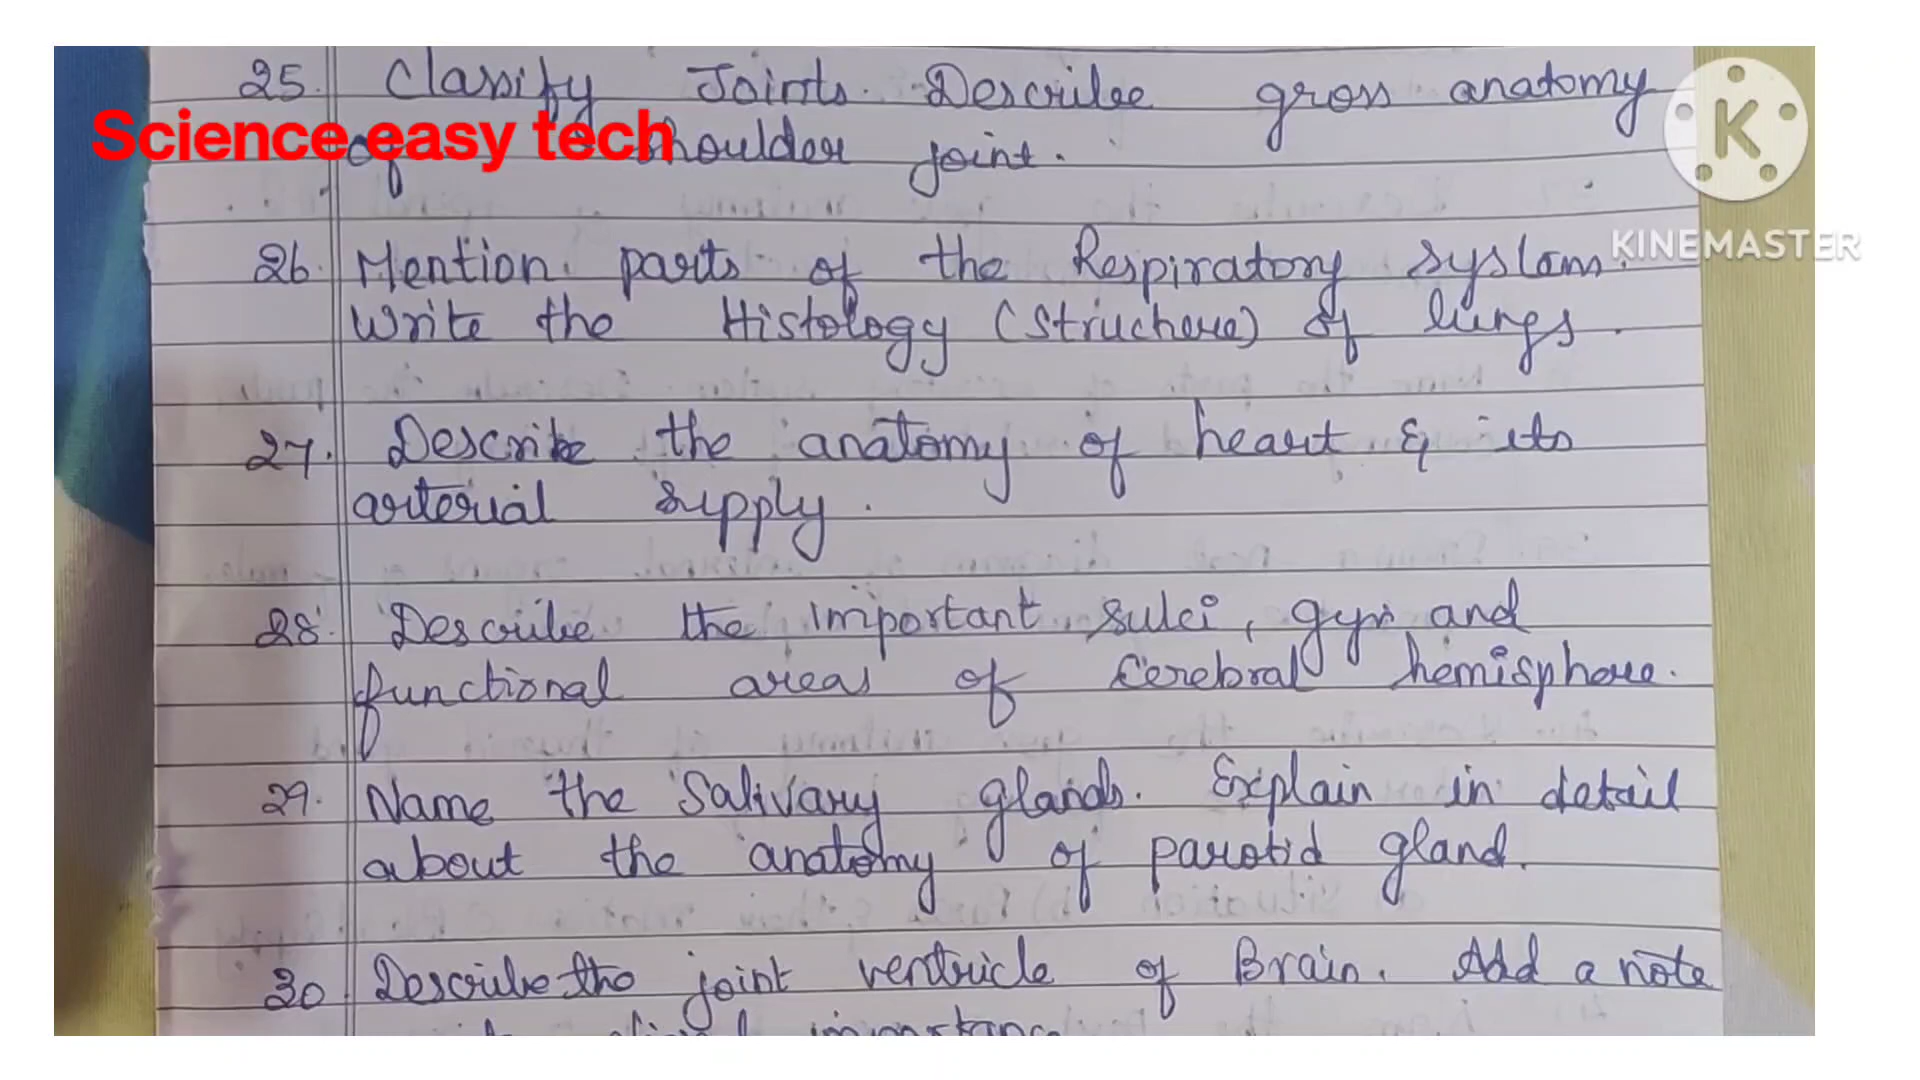 25. Classify Joints. Describe gross anatomy
Science easy tech
of shoulder joint.
K
KINEMASTER
26. Mention parts of the Respiratory system.
Write the Histology (structure) of lungs.
27. Describe the anatomy of heart & its
arterial supply.
28. Describe the important sulci, gyri and
functional areas of Cerebral hemisphere.
29. Name the Salivary glands. Explain in detail
about the anatomy of parotid gland.
30 Describe the joint ventricle of Brain. Add a note
importance